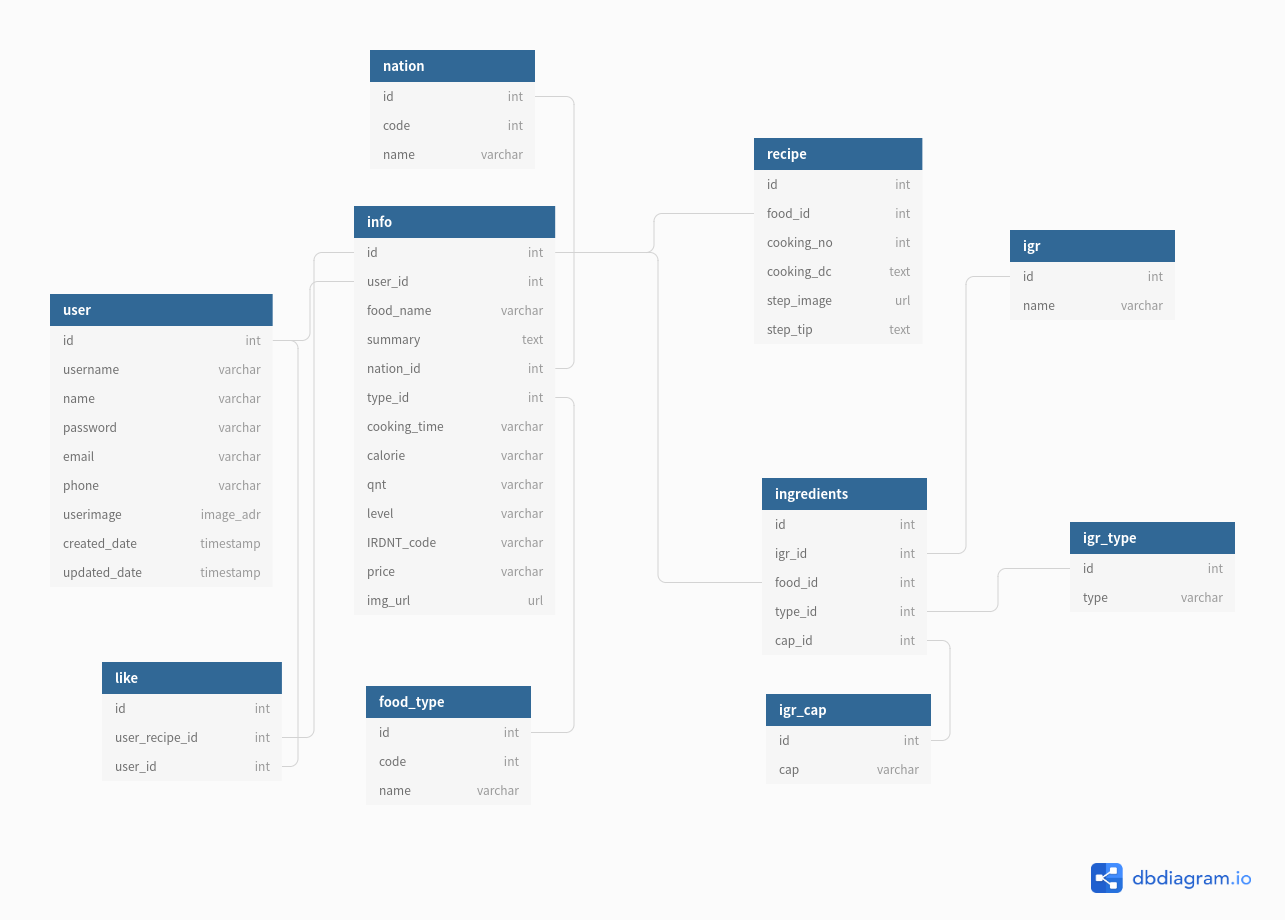 nation
id int
code int
name varchar
info
id int
user_id int
food_name varchar
summary text
nation_id int
type_id int
cooking_time varchar
calorie varchar
qnt varchar
level varchar
IRDNT_code varchar
price varchar
img_url url
user
id int
username varchar
name varchar
password varchar
email varchar
phone varchar
userimage image_adr
created_date timestamp
updated_date timestamp
like
id int
user_recipe_id int
user_id int
food_type
id int
code int
name varchar
recipe
id int
food_id int
cooking_no int
cooking_dc text
step_image url
step_tip text
igr
id int
name varchar
ingredients
id int
igr_id int
food_id int
type_id int
cap_id int
igr_type
id int
type varchar
igr_cap
id int
cap varchar
dbdiagram.io